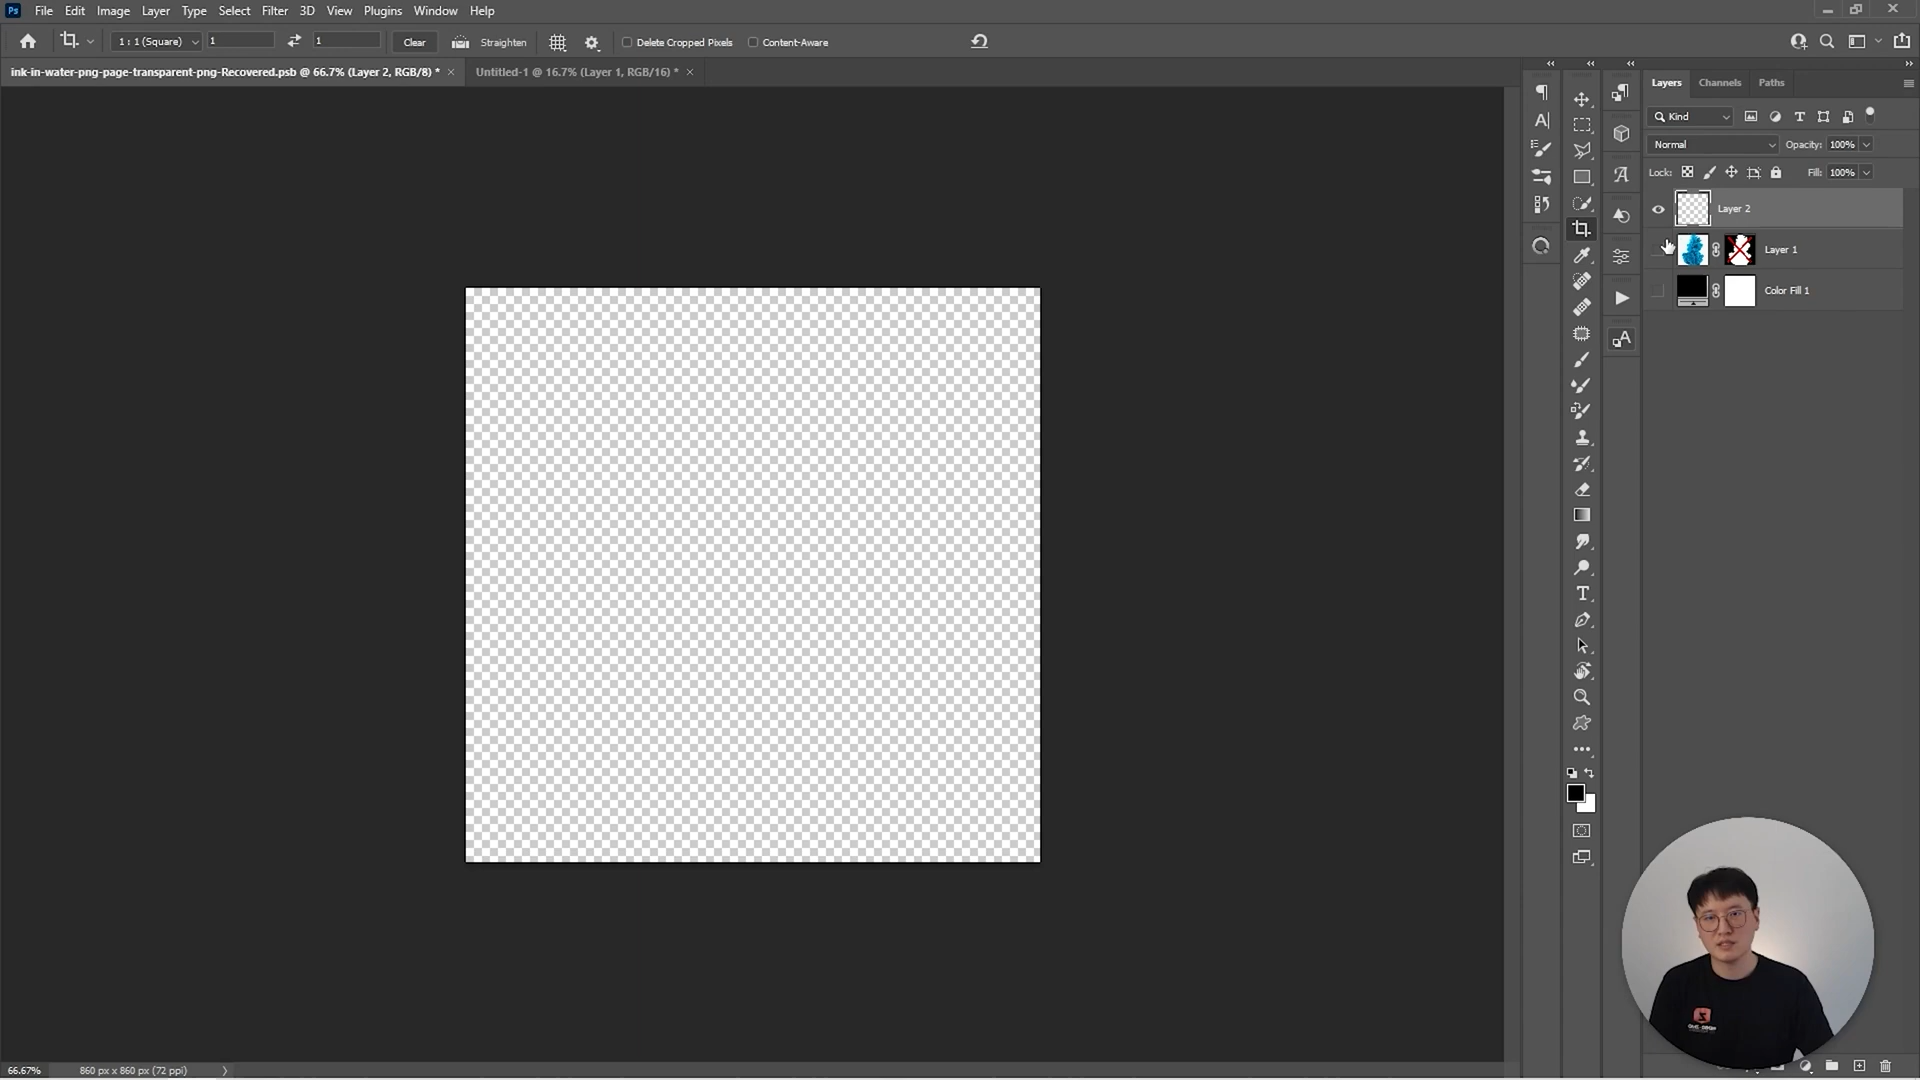 Ps File Edit Image Layer Type Select Filter 3D View Plugins Window Help
1 : 1 (Square) 1 1 Clear Straighten Delete Cropped Pixels Content-Aware
ink-in-water-png-page-transparent-png-Recovered.psb @ 66.7% (Layer 2, RGB/8) * × Untitled-1 @ 16.7% (Layer 1, RGB/16) * ×
Layers Channels Paths
Kind
Normal Opacity: 100%
Lock: Fill: 100%
Layer 2
Layer 1
Color Fill 1
66.67% 860 px x 860 px (72 ppi)